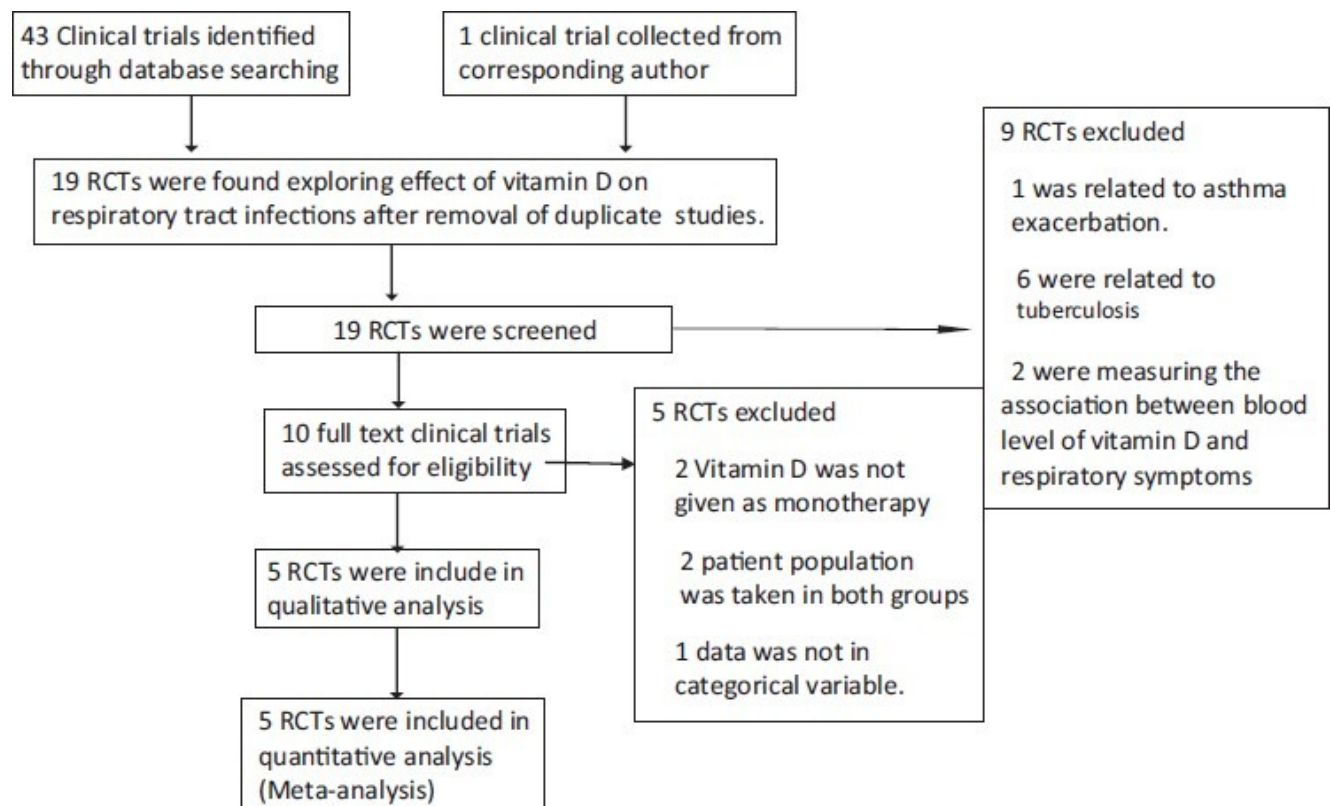 43 Clinical trials identified
through database searching
1 clinical trial collected from
corresponding author
19 RCTs were found exploring effect of vitamin D on
respiratory tract infections after removal of duplicate studies.
19 RCTs were screened
9 RCTs excluded
1 was related to asthma
exacerbation.
6 were related to
tuberculosis
2 were measuring the
association between blood
level of vitamin D and
respiratory symptoms
10 full text clinical trials
assessed for eligibility
5 RCTs excluded
2 Vitamin D was not
given as monotherapy
2 patient population
was taken in both groups
1 data was not in
categorical variable.
5 RCTs were include in
qualitative analysis
5 RCTs were included in
quantitative analysis
(Meta-analysis)